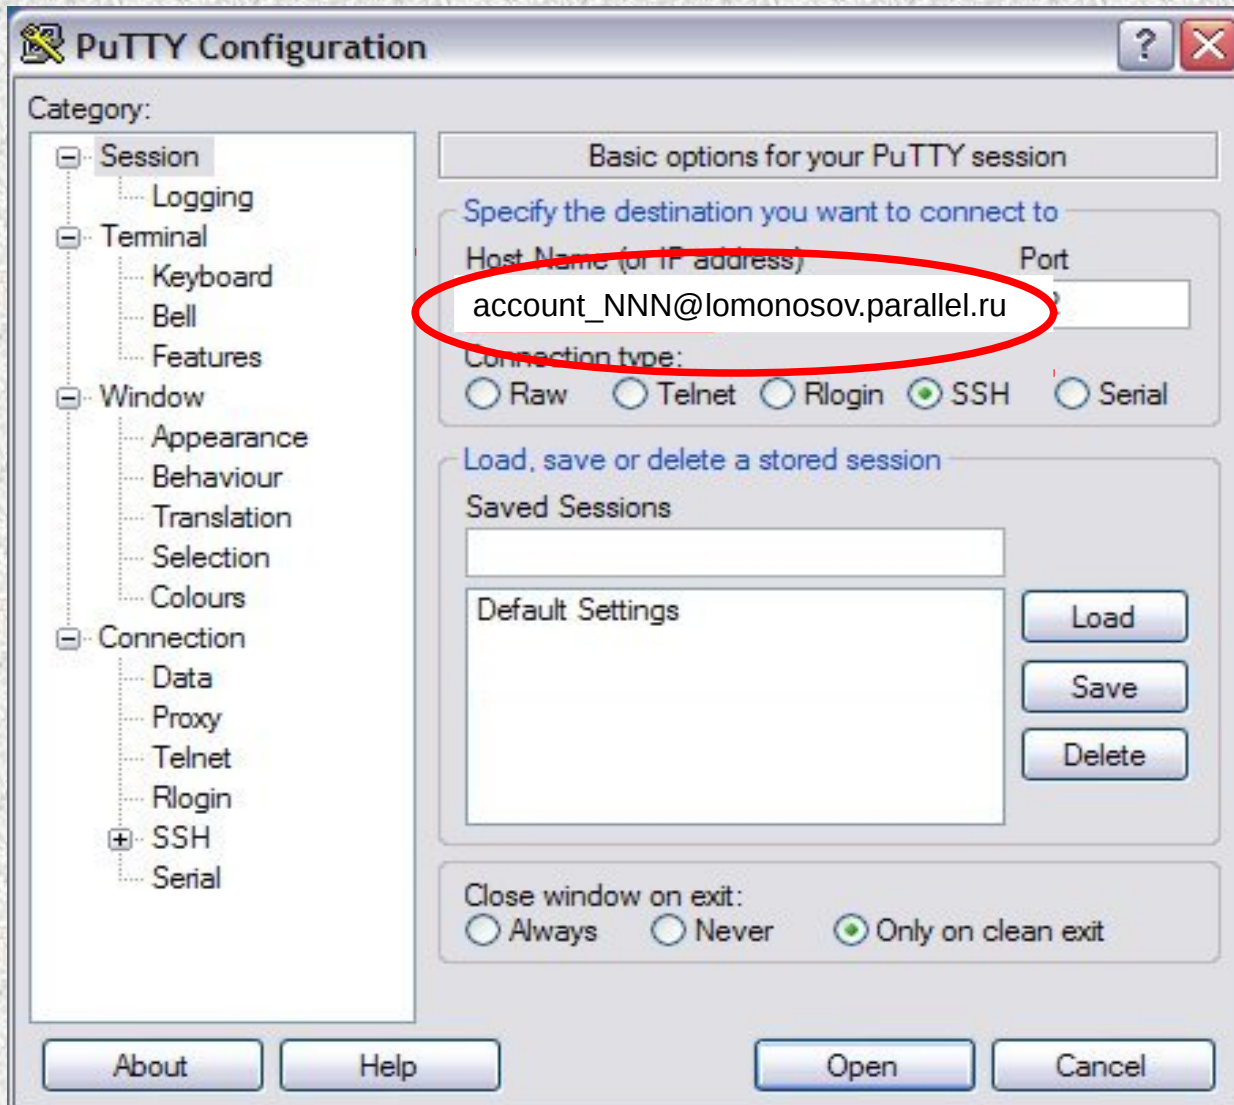 PuTTY Configuration
Category:
Session
Logging
Terminal
Keyboard
Bell
Features
Window
Appearance
Behaviour
Translation
Selection
Colours
Connection
Data
Proxy
Telnet
Rlogin
SSH
Serial
Basic options for your PuTTY session
Specify the destination you want to connect to
Host Name (or IP address) Port
account_NNN@lomonosov.parallel.ru
Connection type:
Raw Telnet Rlogin SSH Serial
Load, save or delete a stored session
Saved Sessions
Default Settings
Load
Save
Delete
Close window on exit:
Always Never Only on clean exit
About Help Open Cancel